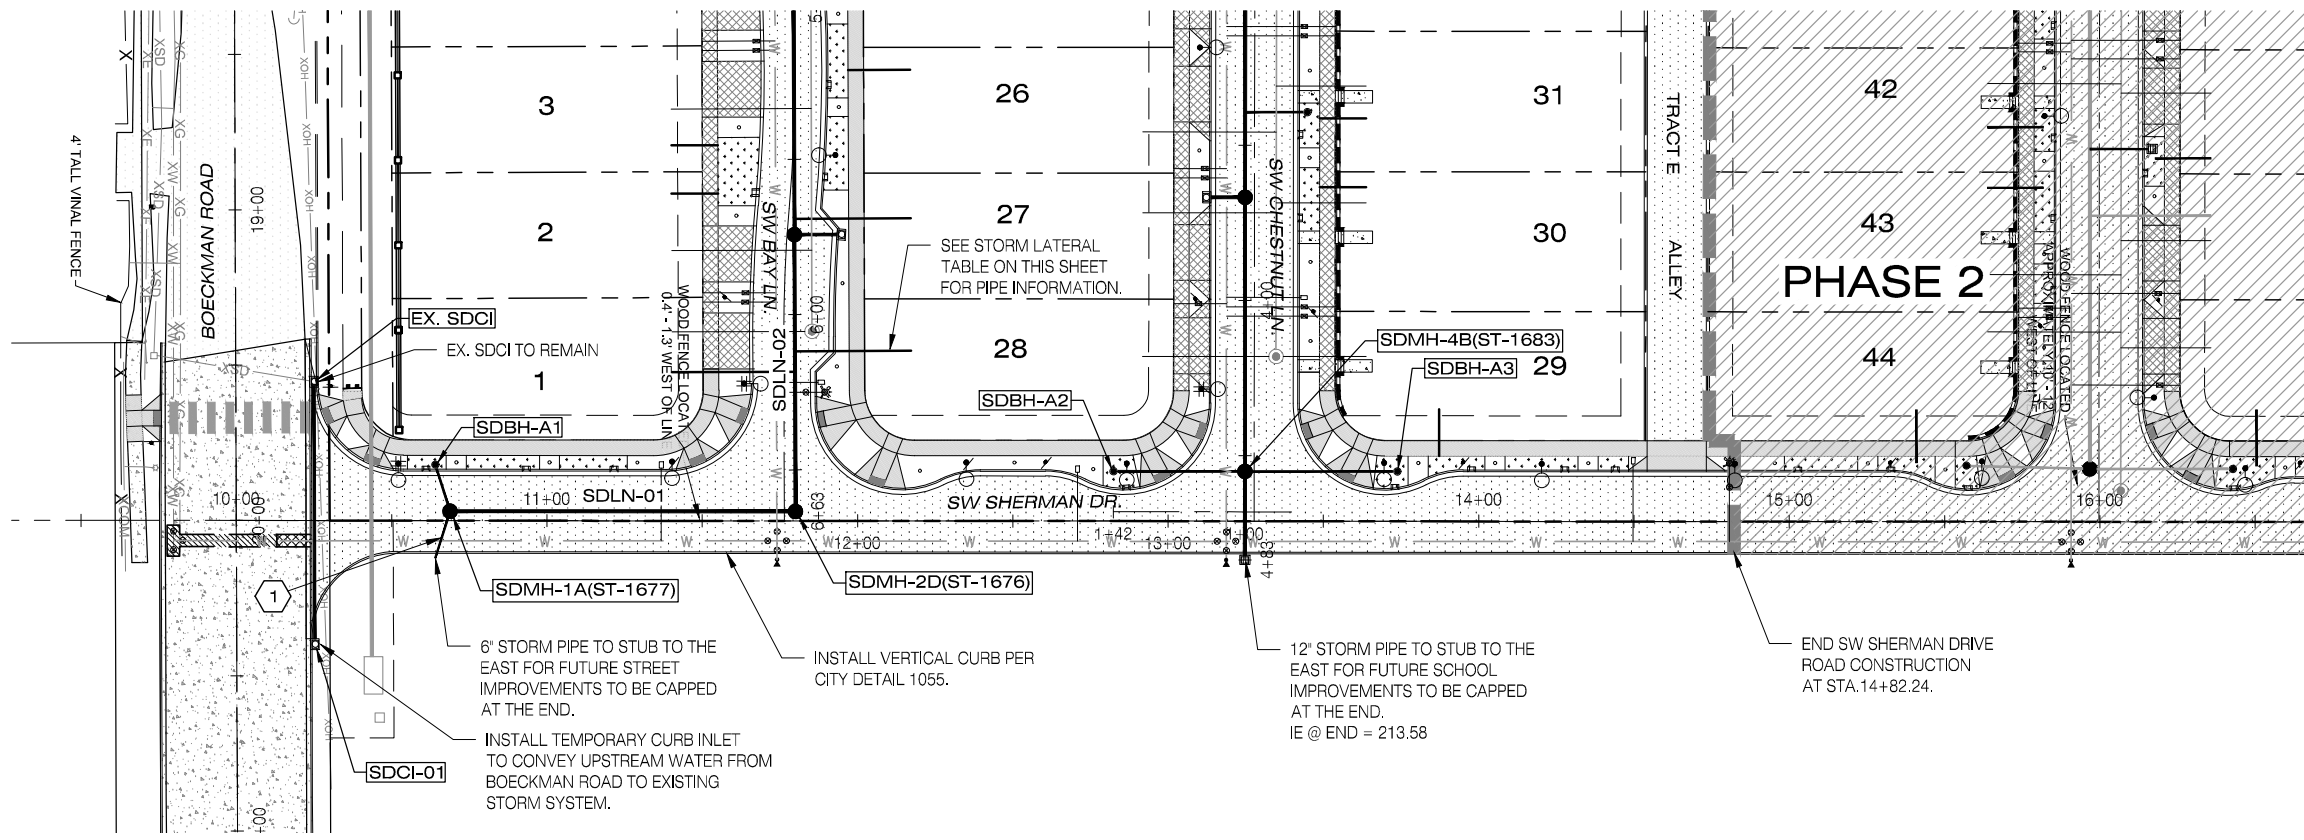 3
2
1
26
27
28
31
30
29
42
43
44
PHASE 2
TRACT E
ALLEY
4' TALL VINAL FENCE
BOECKMAN ROAD
19+00
SW BAY LN.
SW CHESTNUT LN.
SDLN-02
6+00
4+00
EX. SDCI
EX. SDCI TO REMAIN
SEE STORM LATERAL
TABLE ON THIS SHEET
FOR PIPE INFORMATION.
SDMH-4B(ST-1683)
SDBH-A3
SDBH-A2
SDBH-A1
SDLN-01
SW SHERMAN DR.
10+00
11+00
12+00
13+00
14+00
15+00
16+00
1+42
6+63
4+83
SDMH-1A(ST-1677)
SDMH-2D(ST-1676)
1
6" STORM PIPE TO STUB TO THE
EAST FOR FUTURE STREET
IMPROVEMENTS TO BE CAPPED
AT THE END.
INSTALL VERTICAL CURB PER
CITY DETAIL 1055.
12" STORM PIPE TO STUB TO THE
EAST FOR FUTURE SCHOOL
IMPROVEMENTS TO BE CAPPED
AT THE END.
IE @ END = 213.58
END SW SHERMAN DRIVE
ROAD CONSTRUCTION
AT STA.14+82.24.
INSTALL TEMPORARY CURB INLET
TO CONVEY UPSTREAM WATER FROM
BOECKMAN ROAD TO EXISTING
STORM SYSTEM.
SDCI-01
WOOD FENCE LOCAT
0.4' - 1.3' WEST OF LINE
WOOD FENCE LOCATED